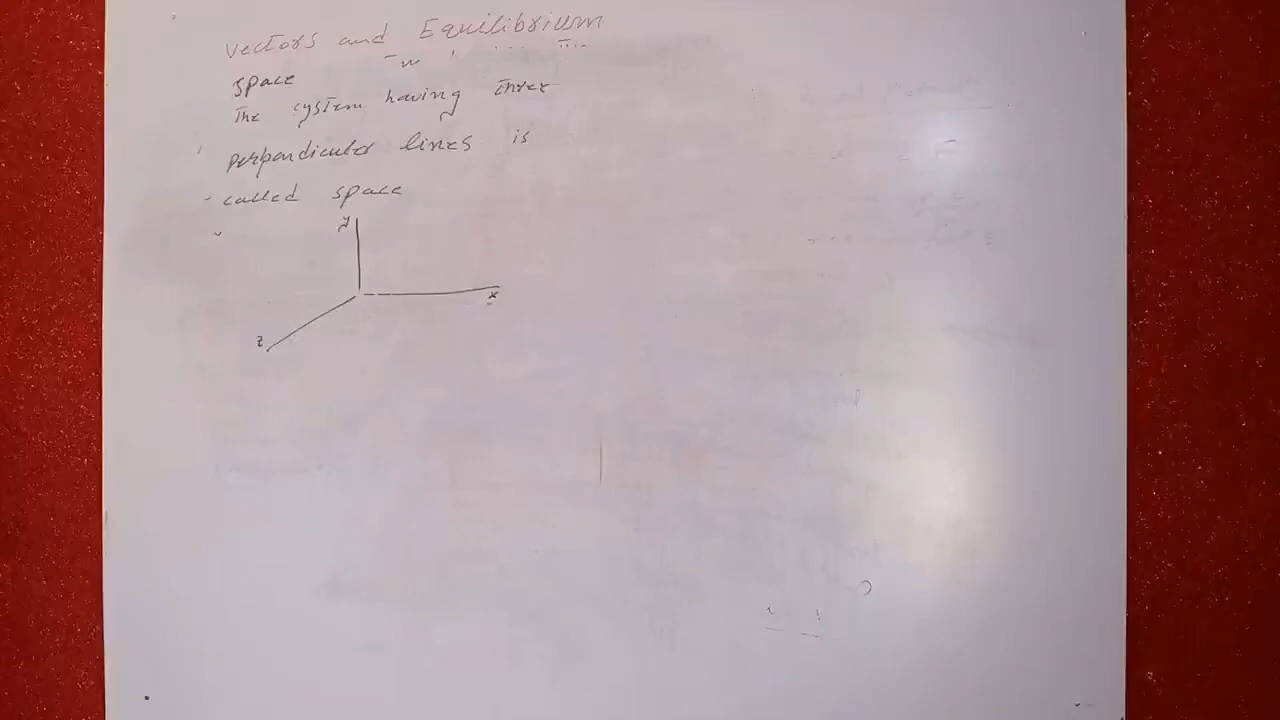 Vectors and Equilibrium
space
The system having three
perpendicular lines is
called space
y
x
z